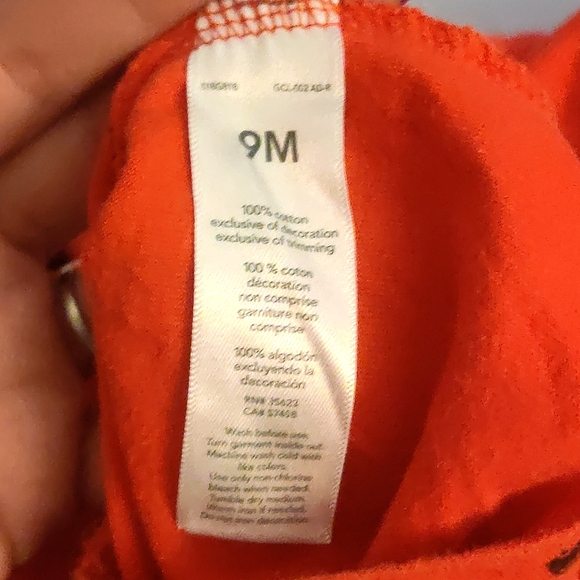 9M
100% cotton
exclusive of decoration
exclusive of trimming
100 % coton
décoration
non comprise
garniture non
comprise
100% algodón
excluyendo la
decoración
RN# 35623
CA# 57458
Wash before use.
Turn garment inside out.
Machine wash cold with
like colors.
Use only non-chlorine
bleach when needed.
Tumble dry medium.
Warm iron if needed.
Do not iron decoration.